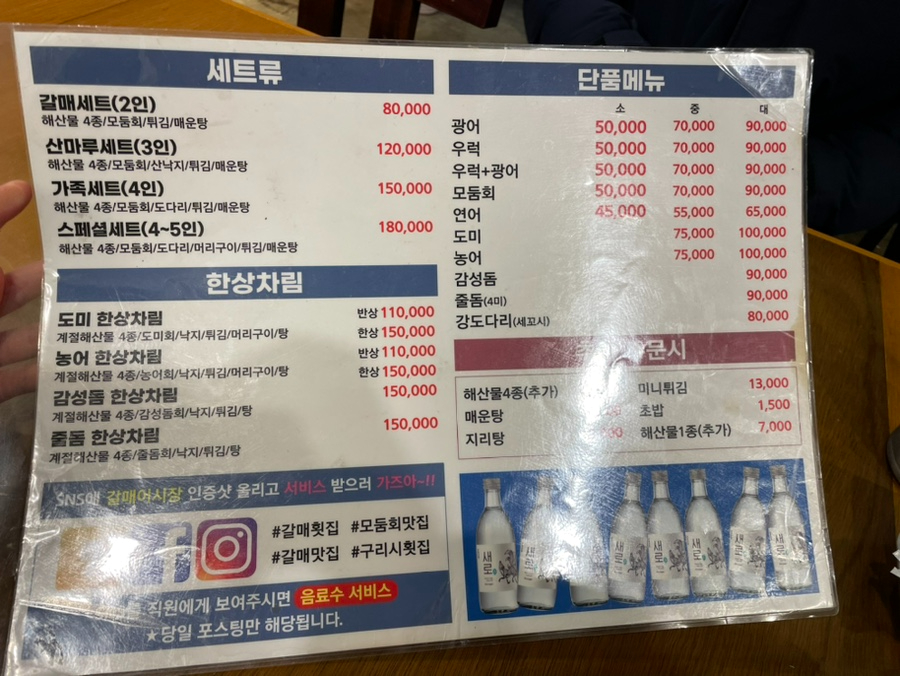 세트류
갈매세트(2인) 80,000
해산물 4종/모둠회/튀김/매운탕
산마루세트(3인) 120,000
해산물 4종/모둠회/산낙지/튀김/매운탕
가족세트(4인) 150,000
해산물 4종/모둠회/도다리/튀김/매운탕
스페셜세트(4~5인) 180,000
해산물 4종/모둠회/도다리/머리구이/튀김/매운탕
한상차림
도미 한상차림 반상 110,000
계절해산물 4종/도미회/낙지/튀김/머리구이/탕 한상 150,000
농어 한상차림 반상 110,000
계절해산물 4종/농어회/낙지/튀김/머리구이/탕 한상 150,000
감성돔 한상차림 150,000
계절해산물 4종/감성돔회/낙지/튀김/탕
줄돔 한상차림 150,000
계절해산물 4종/줄돔회/낙지/튀김/탕
SNS에 갈매어시장 인증샷 올리고 서비스 받으러 가즈아~!!
#갈매횟집 #모둠회맛집
#갈매맛집 #구리시횟집
직원에게 보여주시면 음료수 서비스
★당일 포스팅만 해당됩니다.
단품메뉴
소 중 대
광어 50,000 70,000 90,000
우럭 50,000 70,000 90,000
우럭+광어 50,000 70,000 90,000
모둠회 50,000 70,000 90,000
연어 45,000 55,000 65,000
도미 75,000 100,000
농어 75,000 100,000
감성돔 90,000
줄돔(4미) 90,000
강도다리(세꼬시) 80,000
문시
해산물4종(추가) 미니튀김 13,000
매운탕 초밥 1,500
지리탕 해산물1종(추가) 7,000
새로
새로
새로
새로
새로
새로